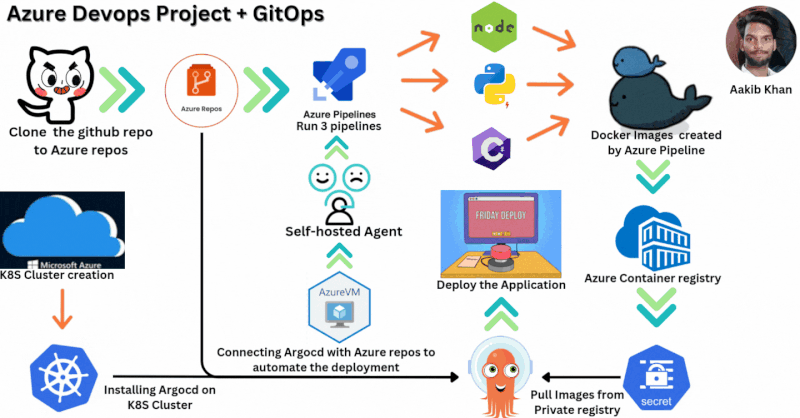 Azure Devops Project + GitOps
Aakib Khan
Clone the github repo
to Azure repos
Azure Repos
Azure Pipelines
Run 3 pipelines
node
C#
Docker Images created
by Azure Pipeline
Self-hosted Agent
Microsoft Azure
K8S Cluster creation
AzureVM
FRIDAY DEPLOY
Deploy the Application
Azure Container registry
Connecting Argocd with Azure repos to
automate the deployment
Installing Argocd on
K8S Cluster
Pull Images from
Private registry
secret